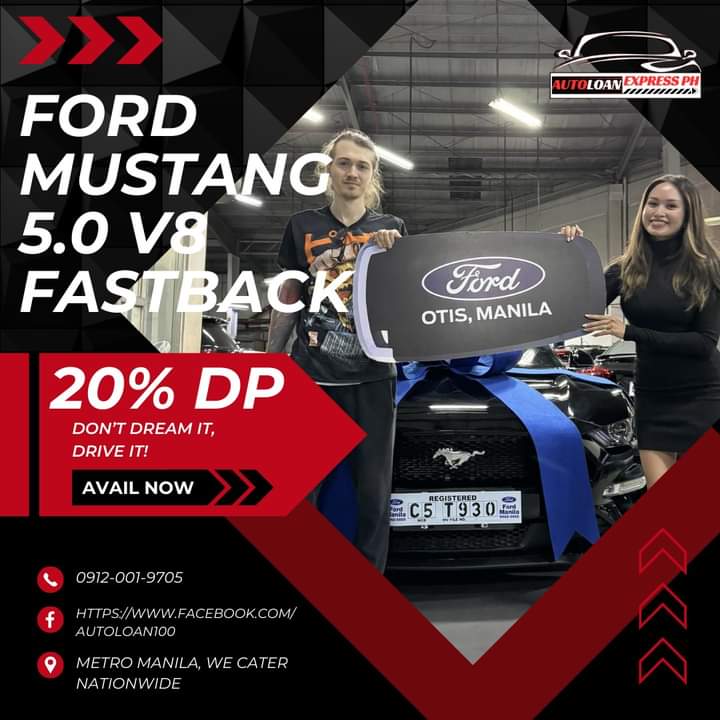 AUTOLOAN EXPRESS PH
FORD
MUSTANG
5.0 V8
FASTBACK
Ford
OTIS, MANILA
20% DP
DON'T DREAM IT,
DRIVE IT!
AVAIL NOW
REGISTERED
Ford
Manila
C5 T930
Ford
Manila
0912-001-9705
HTTPS://WWW.FACEBOOK.COM/
AUTOLOAN100
METRO MANILA, WE CATER
NATIONWIDE